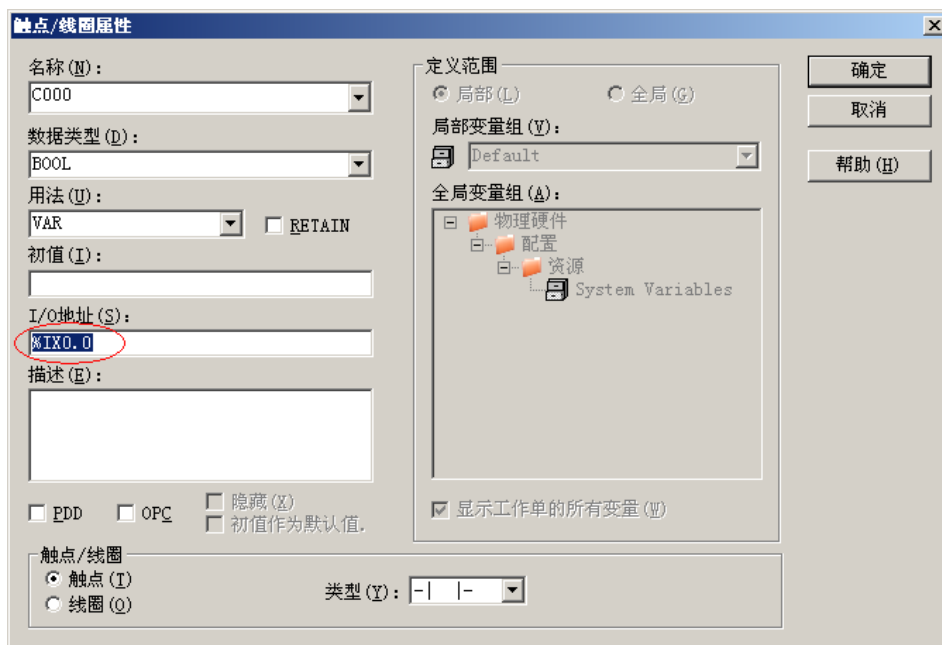 触点/线圈属性
名称(N):
C000
数据类型(D):
BOOL
用法(U):
VAR
RETAIN
初值(I):
I/O地址(S):
%IX0.0
描述(E):
PDD
OPC
隐藏(X)
初值作为默认值.
定义范围
局部(L)
全局(G)
局部变量组(V):
Default
全局变量组(A):
物理硬件
配置
资源
System Variables
显示工作单的所有变量(W)
确定
取消
帮助(H)
触点/线圈
触点(T)
线圈(O)
类型(Y):
-| |-